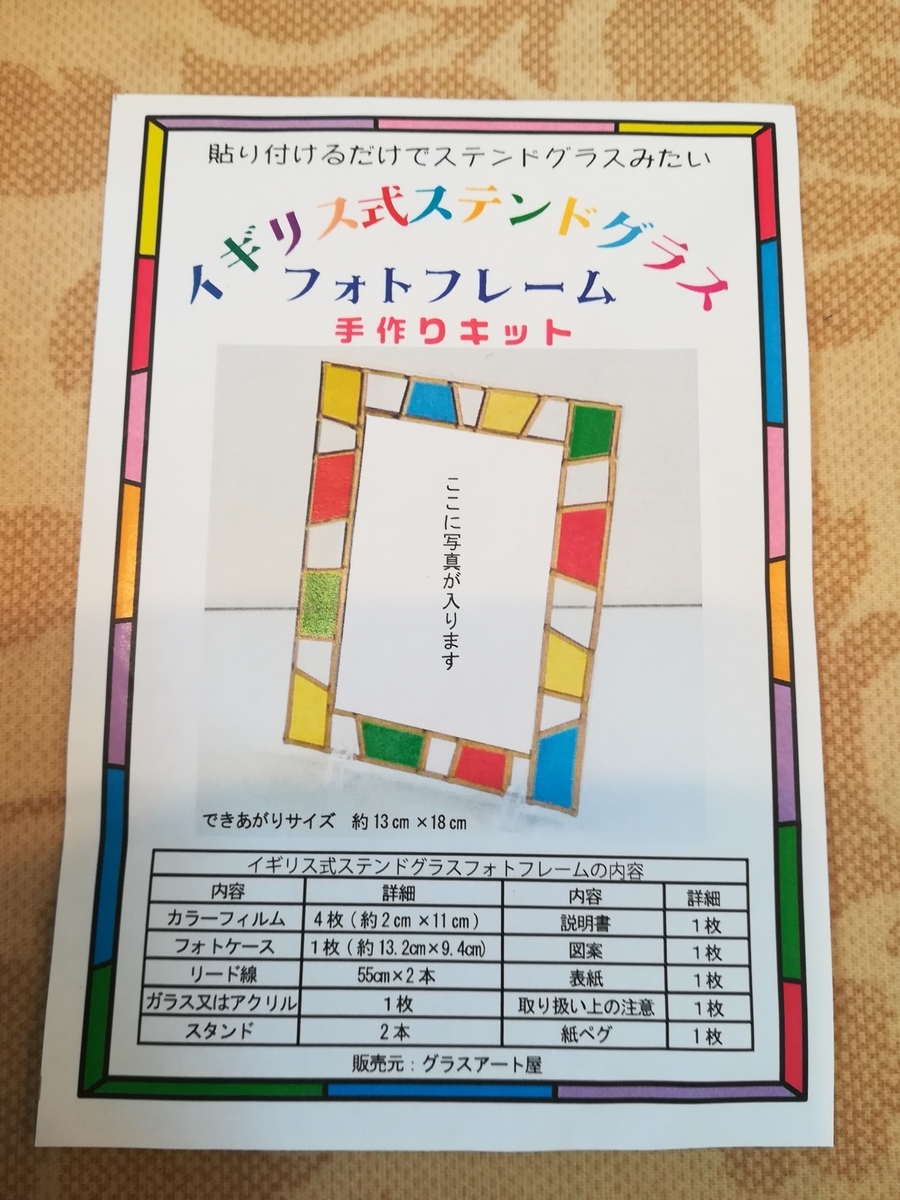 貼り付けるだけでステンドグラスみたい
イギリス式ステンドグラス
フォトフレーム
手作りキット
ここに写真が入ります
できあがりサイズ 約13㎝×18㎝
イギリス式ステンドグラスフォトフレームの内容
内容 詳細 内容 詳細
カラーフィルム 4枚(約2㎝×11㎝) 説明書 1枚
フォトケース 1枚(約13.2㎝×9.4㎝) 図案 1枚
リード線 55㎝×2本 表紙 1枚
ガラス又はアクリル 1枚 取り扱い上の注意 1枚
スタンド 2本 紙ペグ 1枚
販売元:グラスアート屋